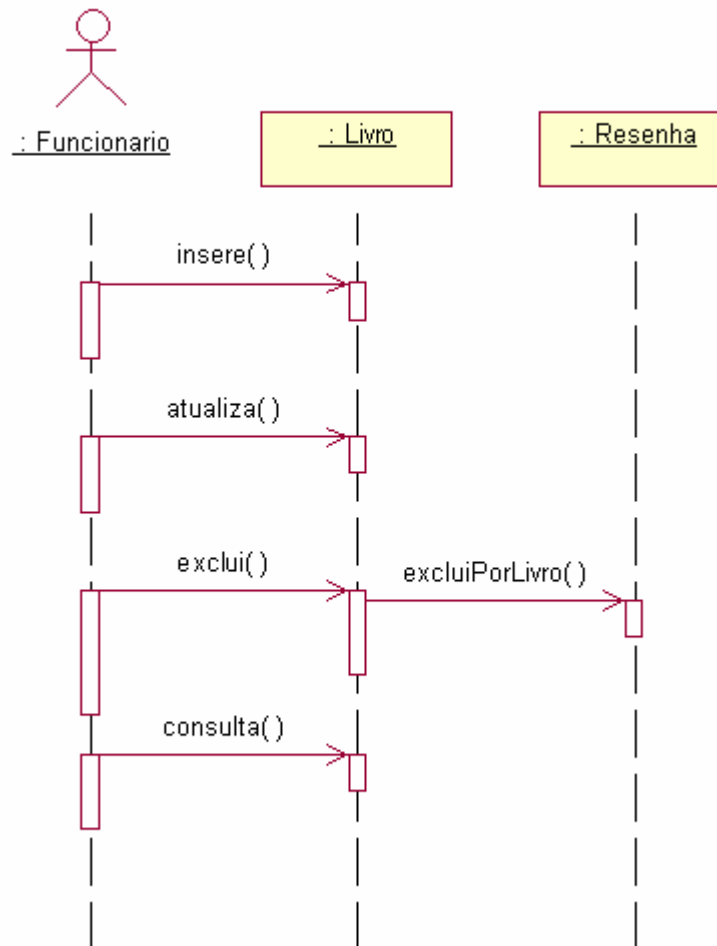 : Funcionario
: Livro
: Resenha
insere( )
atualiza( )
exclui( )
excluiPorLivro( )
consulta( )